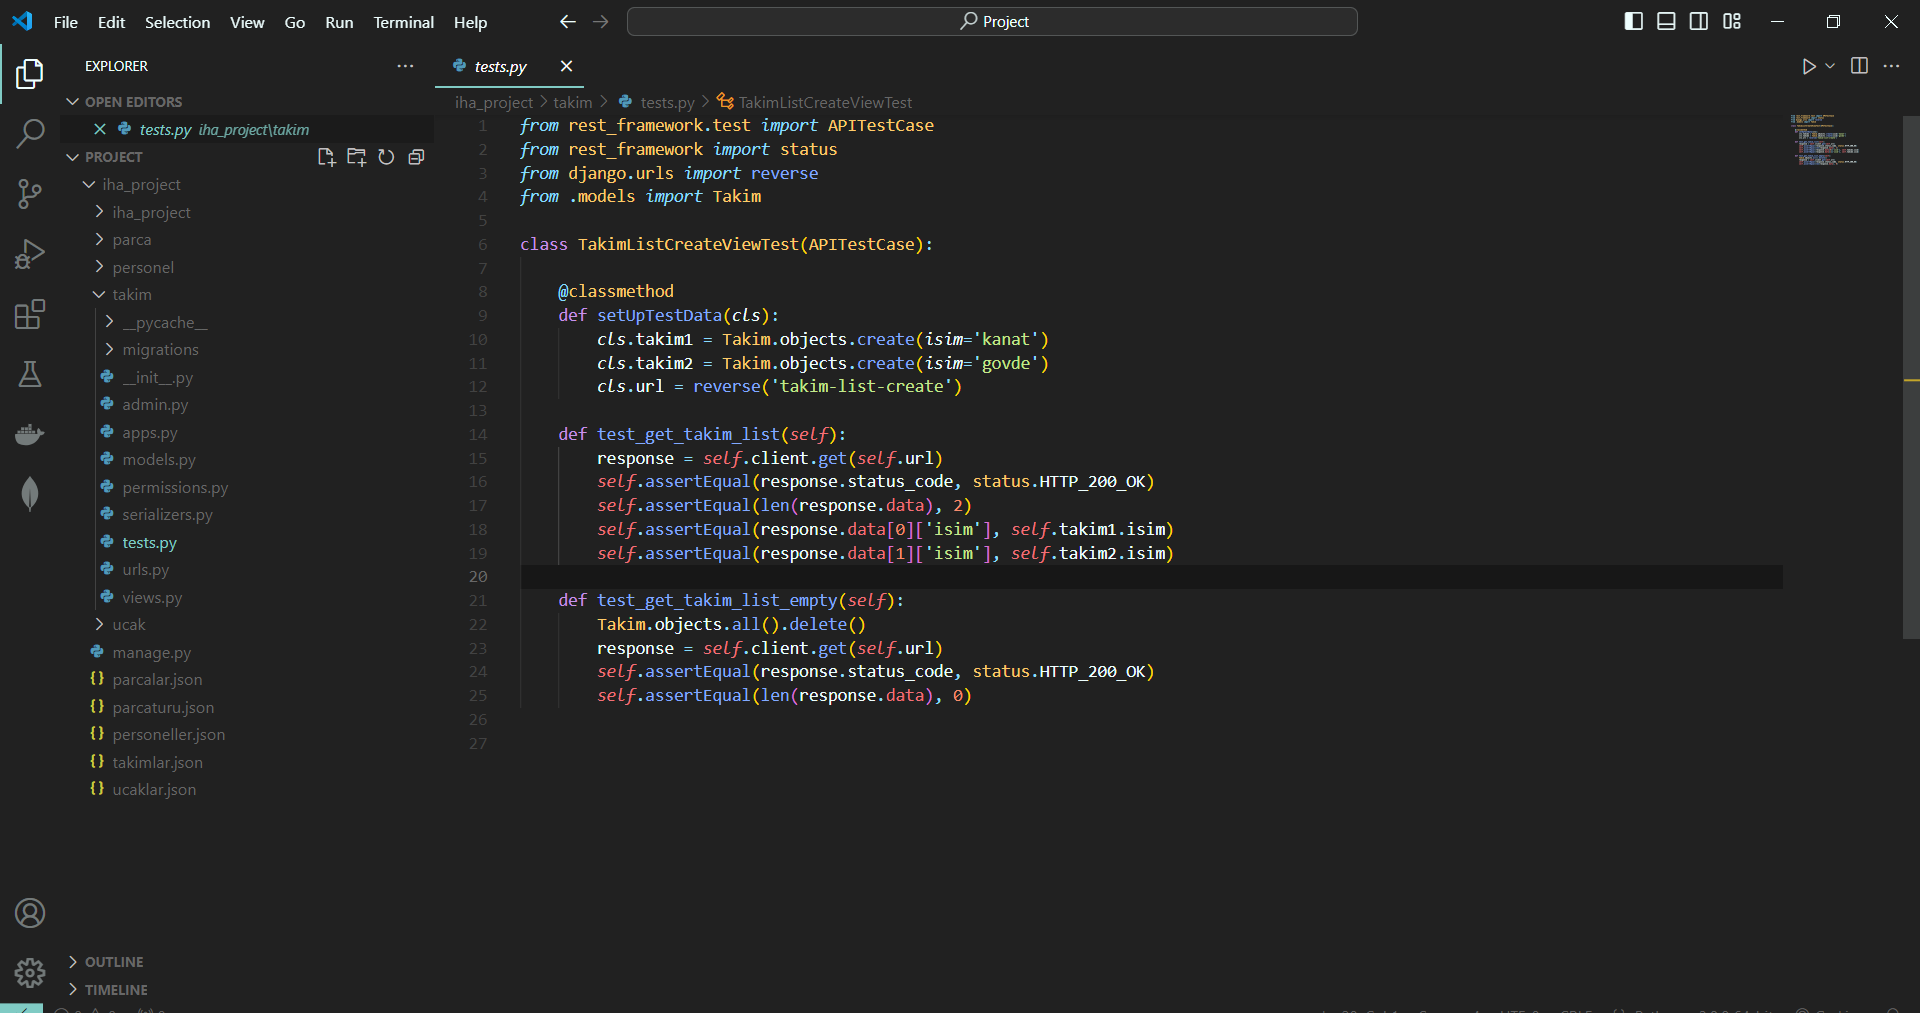 File Edit Selection View Go Run Terminal Help
Project
EXPLORER
OPEN EDITORS
tests.py iha_project\takim
PROJECT
iha_project
iha_project
parca
personel
takim
__pycache__
migrations
__init__.py
admin.py
apps.py
models.py
permissions.py
serializers.py
tests.py
urls.py
views.py
ucak
manage.py
{} parcalar.json
{} parcaturu.json
{} personeller.json
{} takimlar.json
{} ucaklar.json
OUTLINE
TIMELINE
tests.py
iha_project > takim > tests.py > TakimListCreateViewTest
1 from rest_framework.test import APITestCase
2 from rest_framework import status
3 from django.urls import reverse
4 from .models import Takim
5
6 class TakimListCreateViewTest(APITestCase):
7
8 @classmethod
9 def setUpTestData(cls):
10 cls.takim1 = Takim.objects.create(isim='kanat')
11 cls.takim2 = Takim.objects.create(isim='govde')
12 cls.url = reverse('takim-list-create')
13
14 def test_get_takim_list(self):
15 response = self.client.get(self.url)
16 self.assertEqual(response.status_code, status.HTTP_200_OK)
17 self.assertEqual(len(response.data), 2)
18 self.assertEqual(response.data[0]['isim'], self.takim1.isim)
19 self.assertEqual(response.data[1]['isim'], self.takim2.isim)
20
21 def test_get_takim_list_empty(self):
22 Takim.objects.all().delete()
23 response = self.client.get(self.url)
24 self.assertEqual(response.status_code, status.HTTP_200_OK)
25 self.assertEqual(len(response.data), 0)
26
27